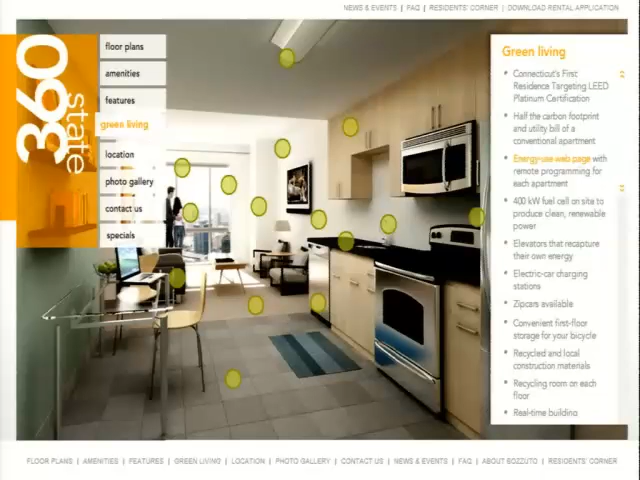 NEWS & EVENTS | FAQ | RESIDENTS' CORNER | DOWNLOAD RENTAL APPLICATION
360
state
floor plans
amenities
features
green living
location
photo gallery
contact us
specials
Green living
• Connecticut's First
Residence Targeting LEED
Platinum Certification
• Half the carbon footprint
and utility bill of a
conventional apartment
• Energy-use web page with
remote programming for
each apartment
• 400 kW fuel cell on site to
produce clean, renewable
power
• Elevators that recapture
their own energy
• Electric-car charging
stations
• Zipcars available
• Convenient first-floor
storage for your bicycle
• Recycled and local
construction materials
• Recycling room on each
floor
• Real-time building
FLOOR PLANS | AMENITIES | FEATURES | GREEN LIVING | LOCATION | PHOTO GALLERY | CONTACT US | NEWS & EVENTS | FAQ | ABOUT BOZZUTO | RESIDENTS' CORNER